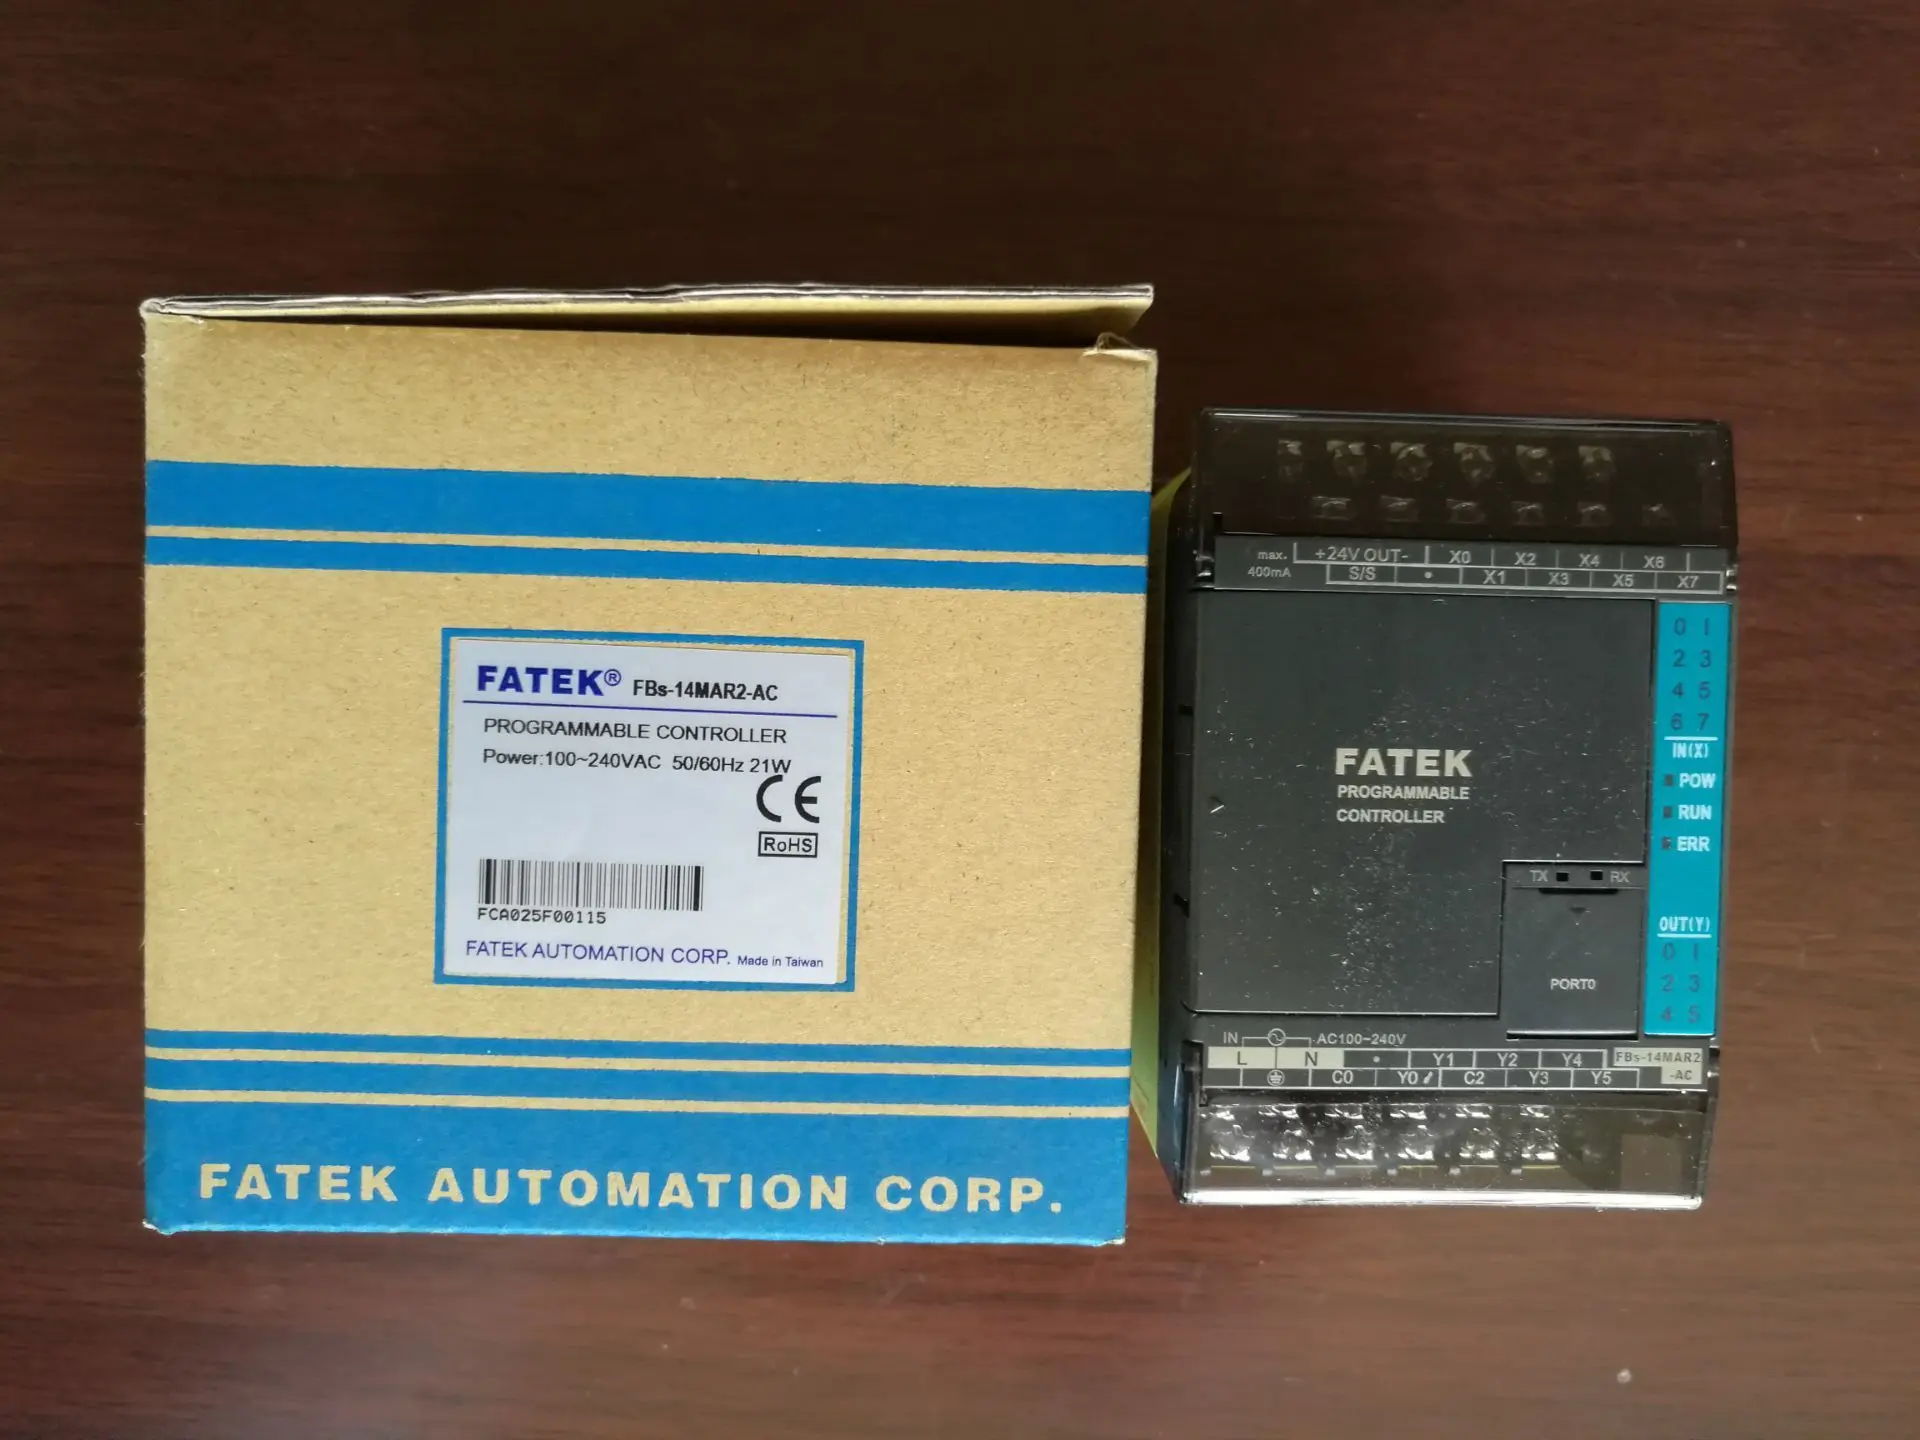 FATEK® FBs-14MAR2-AC
PROGRAMMABLE CONTROLLER
Power:100~240VAC 50/60Hz 21W
CE
RoHS
FCA025F00115
FATEK AUTOMATION CORP. Made in Taiwan
FATEK AUTOMATION CORP.
max. +24V OUT- X0 X2 X4 X6
400mA S/S • X1 X3 X5 X7
0 1
2 3
4 5
6 7
IN(X)
POW
RUN
ERR
FATEK
PROGRAMMABLE
CONTROLLER
TX RX
PORT0
OUT(Y)
0 1
2 3
4 5
IN AC100~240V
L N • Y1 Y2 Y4 FBs-14MAR2
C0 Y0 C2 Y3 Y5 -AC